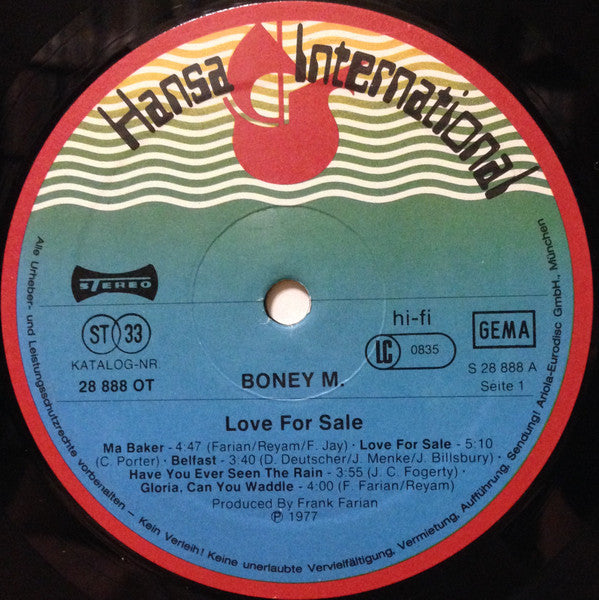 Hansa International
STEREO
ST 33
KATALOG-NR.
28 888 OT
hi-fi
LC 0835
GEMA
S 28 888 A
Seite 1
BONEY M.
Love For Sale
Ma Baker - 4:47 (Farian/Reyam/F. Jay) · Love For Sale - 5:10
(C. Porter) · Belfast - 3:40 (D. Deutscher/J. Menke/J. Billsbury)
Have You Ever Seen The Rain - 3:55 (J. C. Fogerty)
Gloria, Can You Waddle - 4:00 (F. Farian/Reyam)
Produced By Frank Farian
℗ 1977
Alle Urheber- und Leistungsschutzrechte vorbehalten – Kein Verleih! Keine unerlaubte Vervielfältigung, Vermietung, Aufführung, Sendung! Ariola-Eurodisc GmbH., München